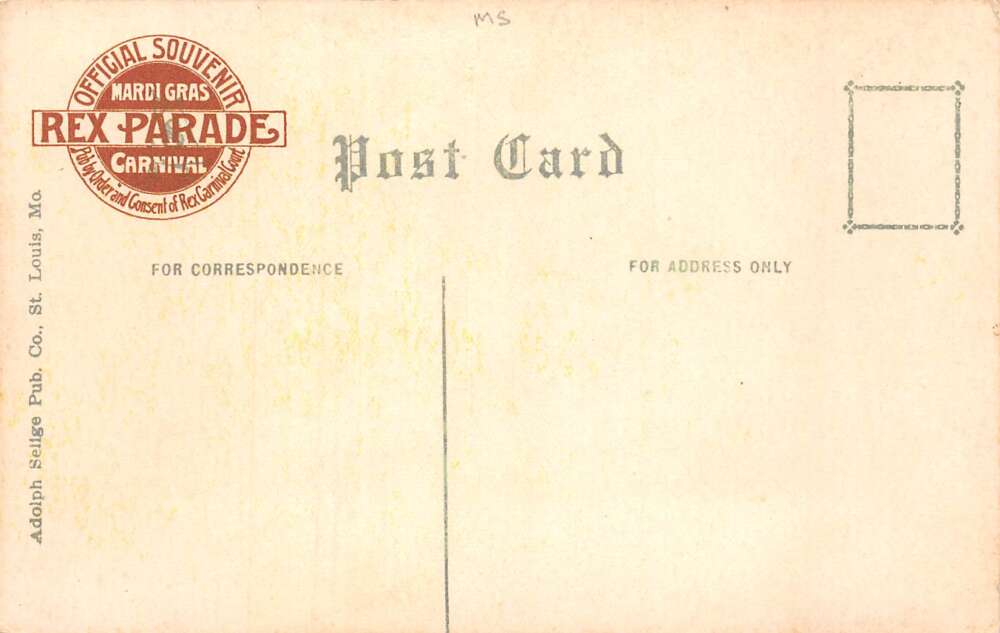 MS
OFFICIAL SOUVENIR
MARDI GRAS
REX PARADE
CARNIVAL
Pub by Order and Consent of Rex Carnival Court
Post Card
FOR CORRESPONDENCE
FOR ADDRESS ONLY
Adolph Selige Pub. Co., St. Louis, Mo.